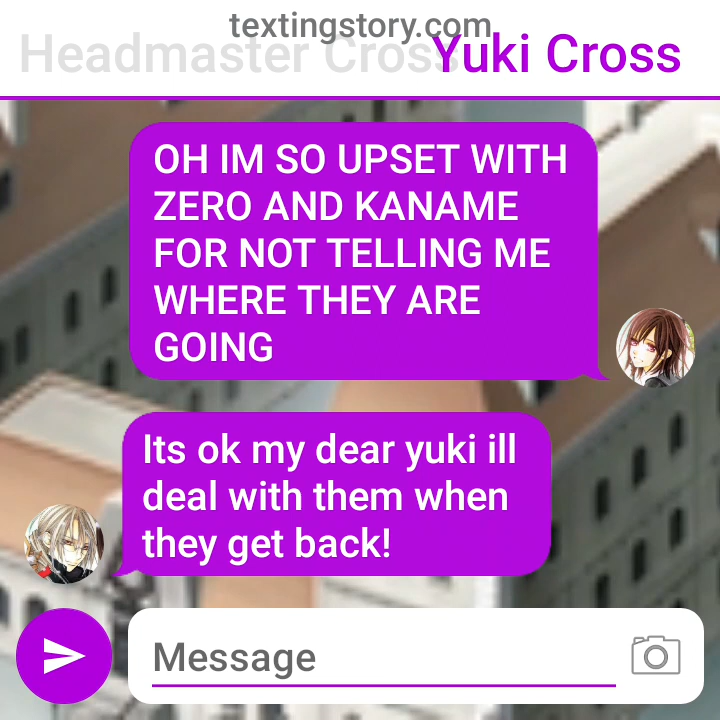 textingstory.com
Headmaster Cross Yuki Cross
OH IM SO UPSET WITH
ZERO AND KANAME
FOR NOT TELLING ME
WHERE THEY ARE
GOING
Its ok my dear yuki ill
deal with them when
they get back!
Message